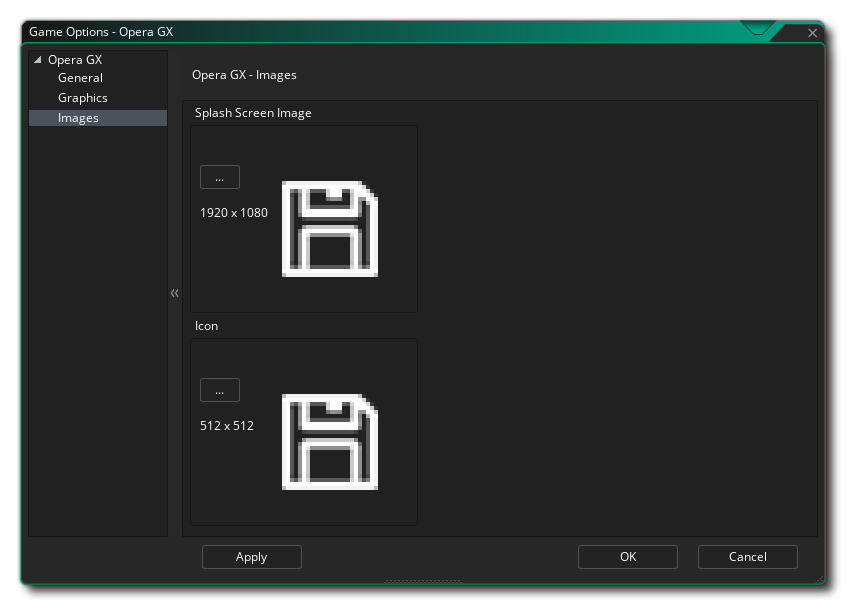 Game Options - Opera GX
Opera GX
General
Graphics
Images
Opera GX - Images
Splash Screen Image
...
1920 x 1080
Icon
...
512 x 512
Apply
OK
Cancel